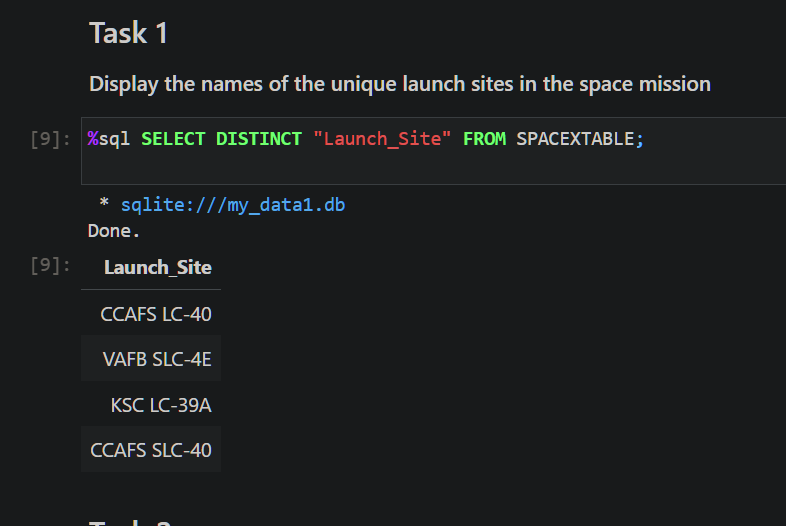 Task 1
Display the names of the unique launch sites in the space mission
[9]: %sql SELECT DISTINCT "Launch_Site" FROM SPACEXTABLE;
* sqlite:///my_data1.db
Done.
[9]: Launch_Site
CCAFS LC-40
VAFB SLC-4E
KSC LC-39A
CCAFS SLC-40